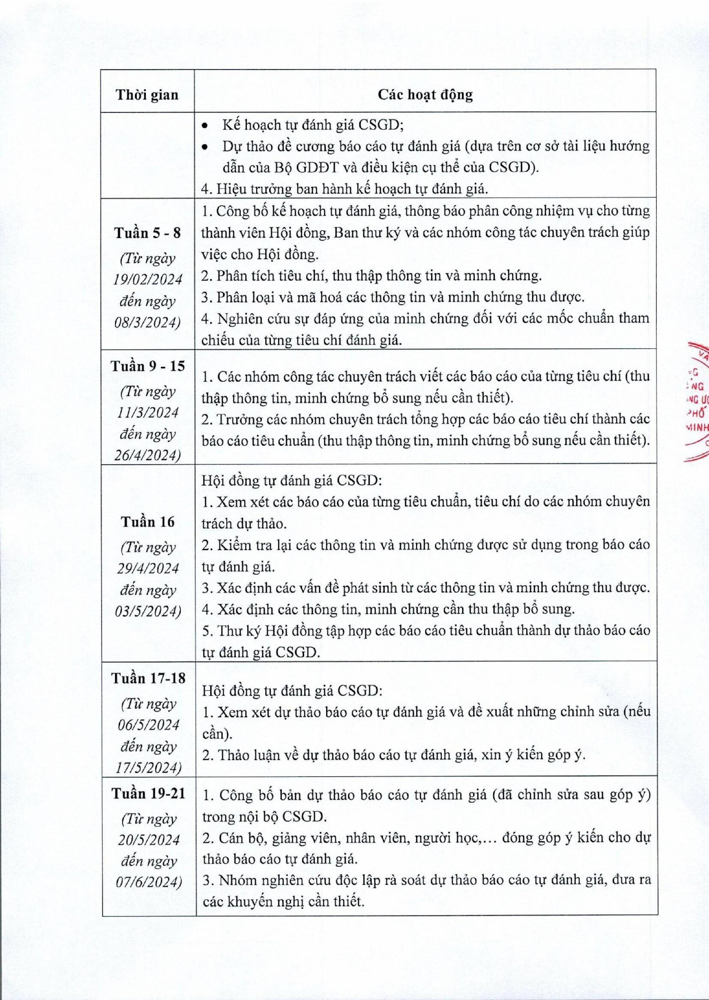 Thời gian
Các hoạt động
• Kế hoạch tự đánh giá CSGD;
• Dự thảo đề cương báo cáo tự đánh giá (dựa trên cơ sở tài liệu hướng
dẫn của Bộ GDĐT và điều kiện cụ thể của CSGD).
4. Hiệu trưởng ban hành kế hoạch tự đánh giá.
Tuần 5 - 8
(Từ ngày
19/02/2024
đến ngày
08/3/2024)
1. Công bố kế hoạch tự đánh giá, thông báo phân công nhiệm vụ cho từng
thành viên Hội đồng, Ban thư ký và các nhóm công tác chuyên trách giúp
việc cho Hội đồng.
2. Phân tích tiêu chí, thu thập thông tin và minh chứng.
3. Phân loại và mã hoá các thông tin và minh chứng thu được.
4. Nghiên cứu sự đáp ứng của minh chứng đối với các mốc chuẩn tham
chiếu của từng tiêu chí đánh giá.
Tuần 9 - 15
(Từ ngày
11/3/2024
đến ngày
26/4/2024)
1. Các nhóm công tác chuyên trách viết các báo cáo của từng tiêu chí (thu
thập thông tin, minh chứng bổ sung nếu cần thiết).
2. Trưởng các nhóm chuyên trách tổng hợp các báo cáo tiêu chí thành các
báo cáo tiêu chuẩn (thu thập thông tin, minh chứng bổ sung nếu cần thiết).
Tuần 16
(Từ ngày
29/4/2024
đến ngày
03/5/2024)
Hội đồng tự đánh giá CSGD:
1. Xem xét các báo cáo của từng tiêu chuẩn, tiêu chí do các nhóm chuyên
trách dự thảo.
2. Kiểm tra lại các thông tin và minh chứng được sử dụng trong báo cáo
tự đánh giá.
3. Xác định các vấn đề phát sinh từ các thông tin và minh chứng thu được.
4. Xác định các thông tin, minh chứng cần thu thập bổ sung.
5. Thư ký Hội đồng tập hợp các báo cáo tiêu chuẩn thành dự thảo báo cáo
tự đánh giá CSGD.
Tuần 17-18
(Từ ngày
06/5/2024
đến ngày
17/5/2024)
Hội đồng tự đánh giá CSGD:
1. Xem xét dự thảo báo cáo tự đánh giá và đề xuất những chỉnh sửa (nếu
cần).
2. Thảo luận về dự thảo báo cáo tự đánh giá, xin ý kiến góp ý.
Tuần 19-21
(Từ ngày
20/5/2024
đến ngày
07/6/2024)
1. Công bố bản dự thảo báo cáo tự đánh giá (đã chỉnh sửa sau góp ý)
trong nội bộ CSGD.
2. Cán bộ, giảng viên, nhân viên, người học,... đóng góp ý kiến cho dự
thảo báo cáo tự đánh giá.
3. Nhóm nghiên cứu độc lập rà soát dự thảo báo cáo tự đánh giá, đưa ra
các khuyến nghị cần thiết.
PHỐ
MINH